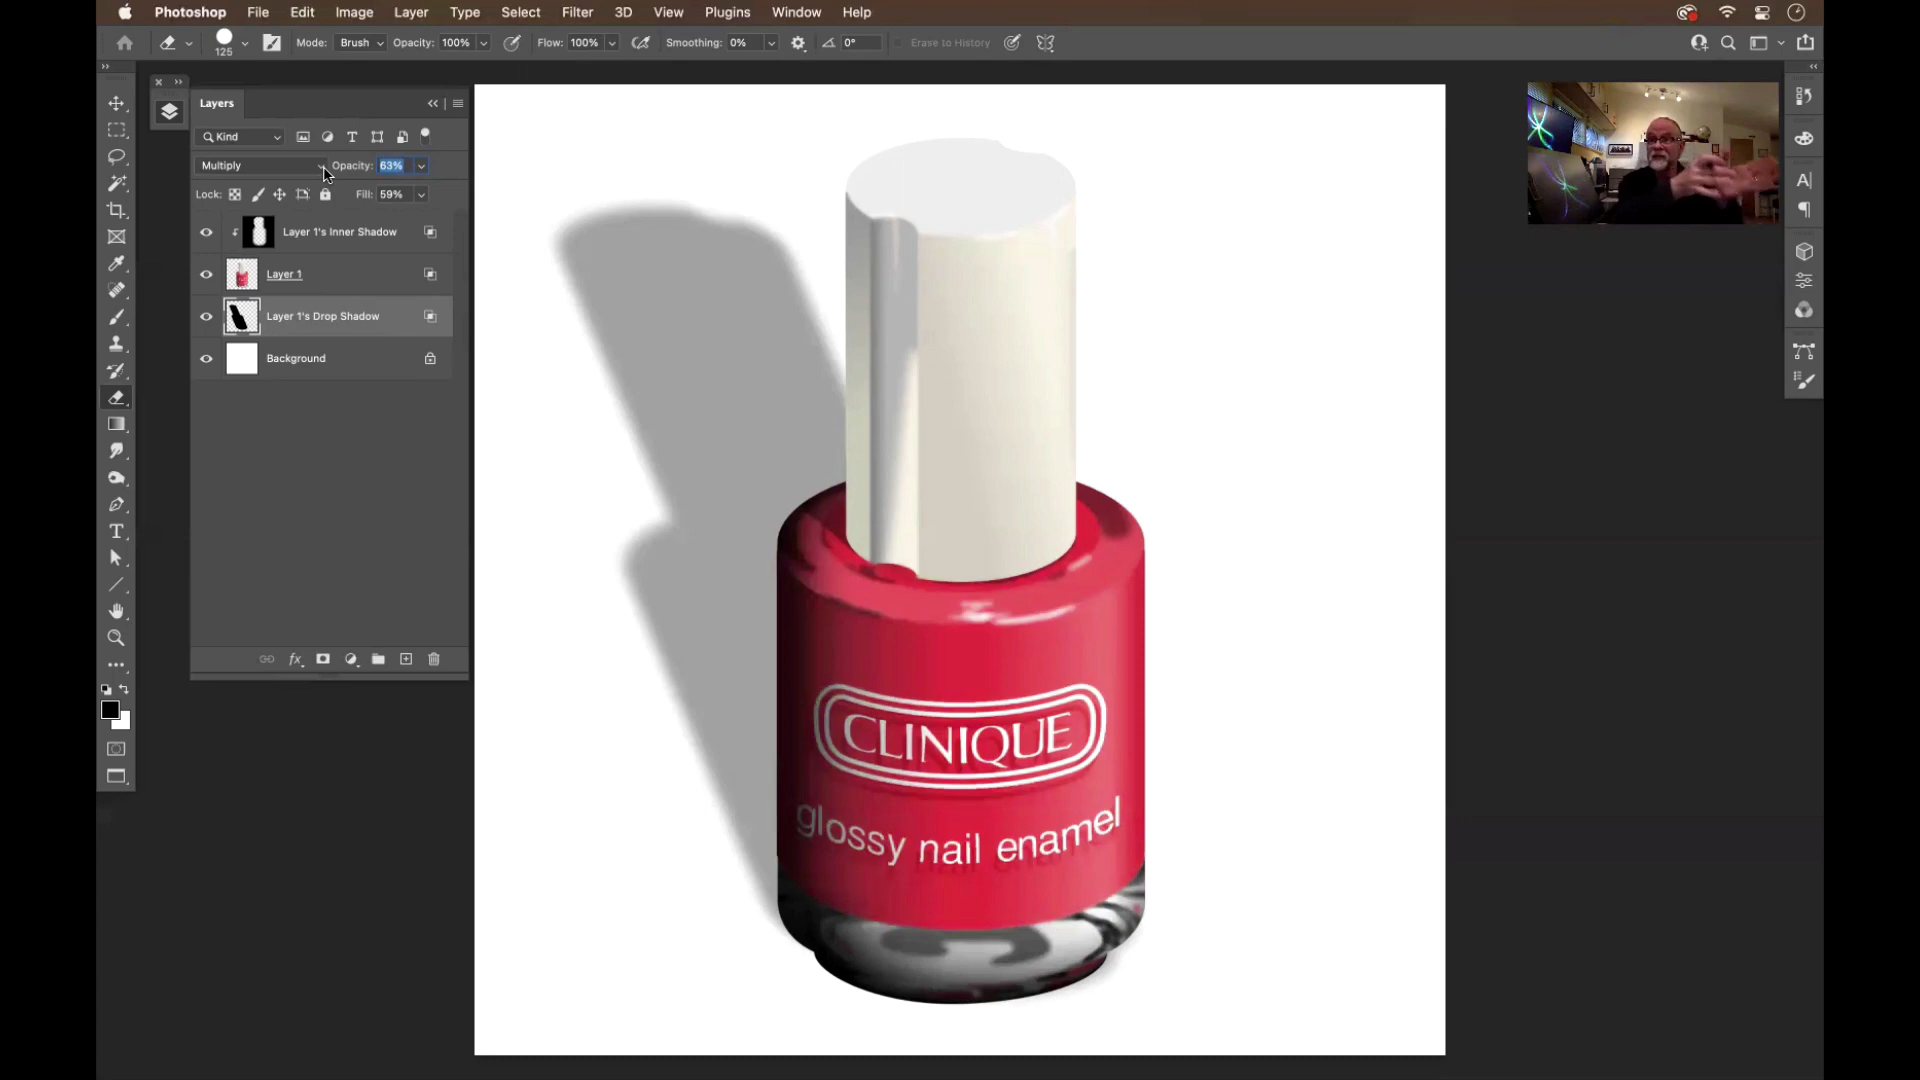 Photoshop File Edit Image Layer Type Select Filter 3D View Plugins Window Help
125 Mode: Brush Opacity: 100% Flow: 100% Smoothing: 0% 0° Erase to History
Layers
Kind
Multiply Opacity: 63%
Lock: Fill: 59%
Layer 1's Inner Shadow
Layer 1
Layer 1's Drop Shadow
Background
CLINIQUE
glossy nail enamel